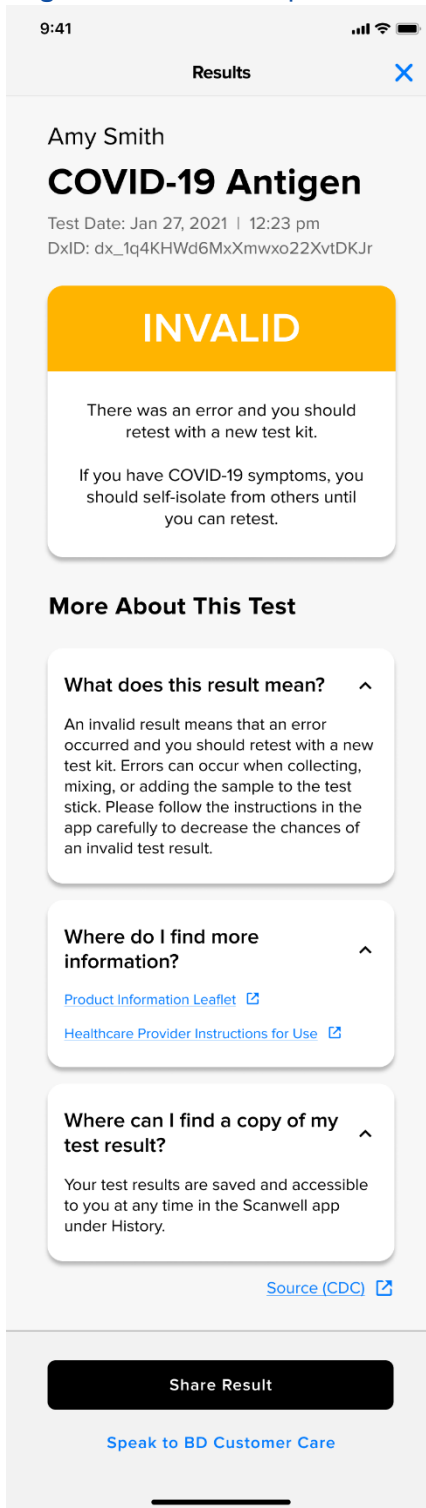 9:41
Results
Amy Smith
COVID-19 Antigen
Test Date: Jan 27, 2021 | 12:23 pm
DxID: dx_1q4KHWd6MxXmwxo22XvtDKJr
INVALID
There was an error and you should
retest with a new test kit.
If you have COVID-19 symptoms, you
should self-isolate from others until
you can retest.
More About This Test
What does this result mean?
An invalid result means that an error
occurred and you should retest with a new
test kit. Errors can occur when collecting,
mixing, or adding the sample to the test
stick. Please follow the instructions in the
app carefully to decrease the chances of
an invalid test result.
Where do I find more
information?
Product Information Leaflet
Healthcare Provider Instructions for Use
Where can I find a copy of my
test result?
Your test results are saved and accessible
to you at any time in the Scanwell app
under History.
Source (CDC)
Share Result
Speak to BD Customer Care